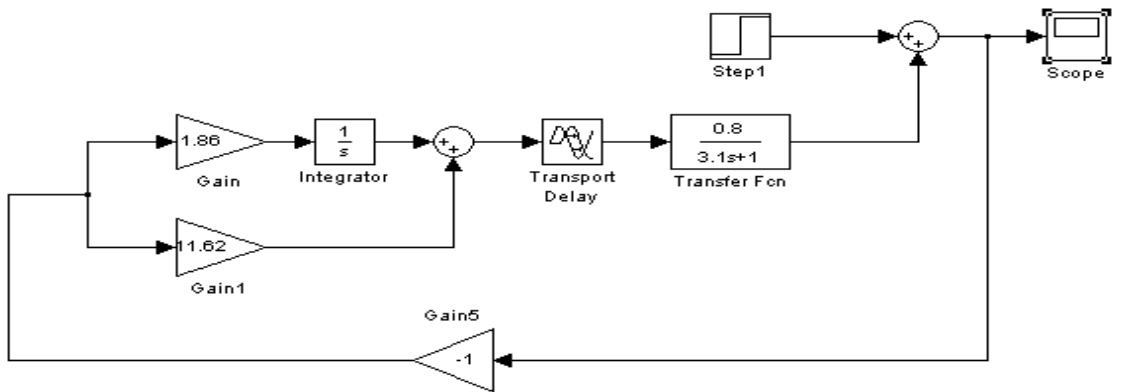 Step1
Scope
1.86
Gain
1
s
Integrator
Transport
Delay
0.8
3.1s+1
Transfer Fcn
11.62
Gain1
Gain5
-1